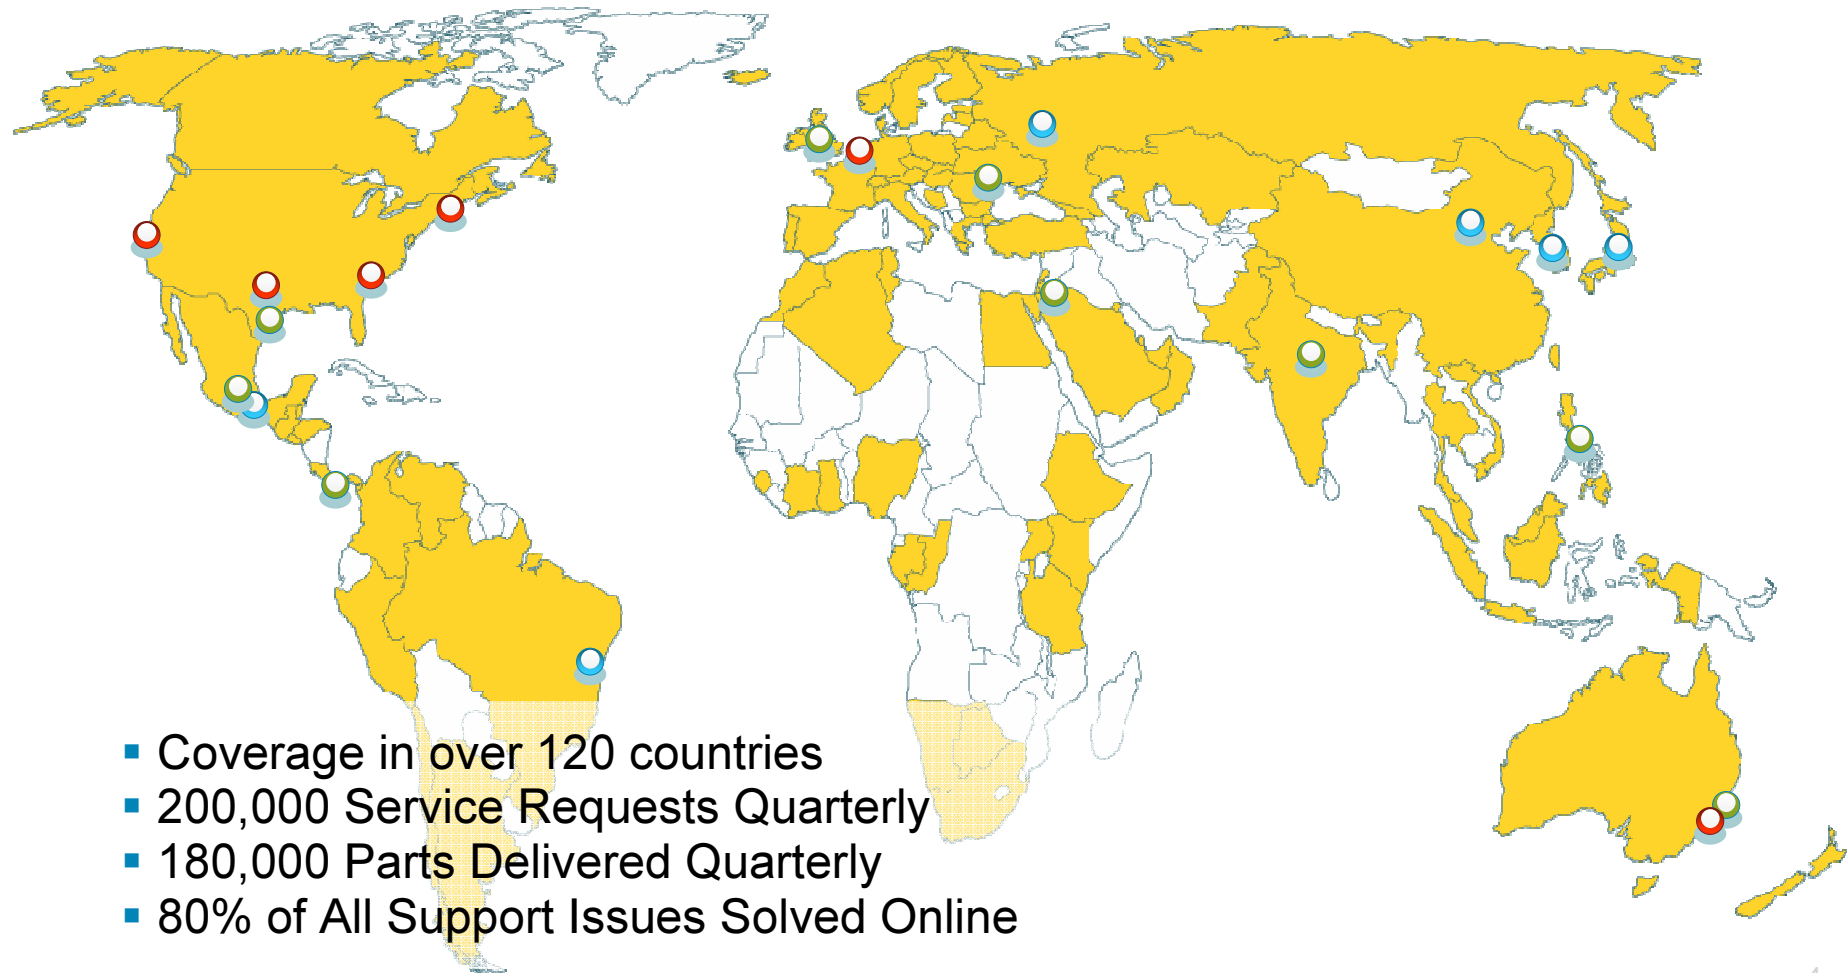 ▪ Coverage in over 120 countries
▪ 200,000 Service Requests Quarterly
▪ 180,000 Parts Delivered Quarterly
▪ 80% of All Support Issues Solved Online